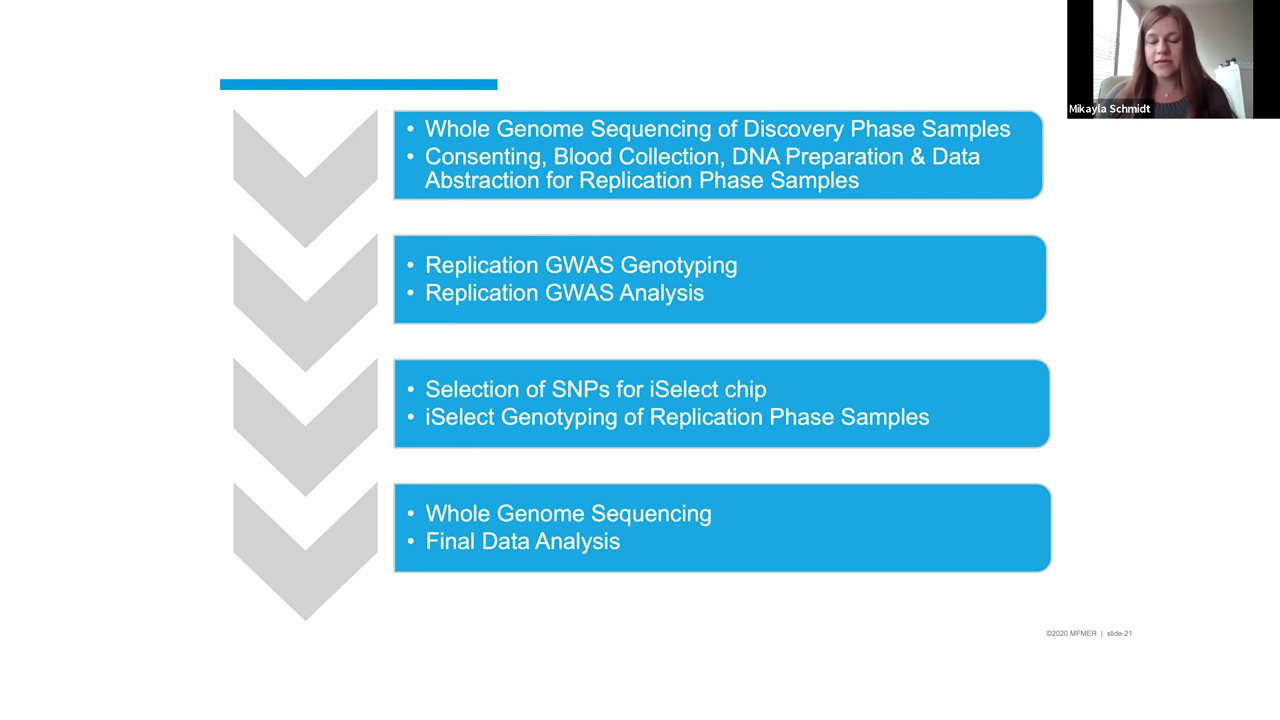 Mikayla Schmidt
• Whole Genome Sequencing of Discovery Phase Samples
• Consenting, Blood Collection, DNA Preparation & Data
Abstraction for Replication Phase Samples
• Replication GWAS Genotyping
• Replication GWAS Analysis
• Selection of SNPs for iSelect chip
• iSelect Genotyping of Replication Phase Samples
• Whole Genome Sequencing
• Final Data Analysis
©2020 MFMER | slide-21